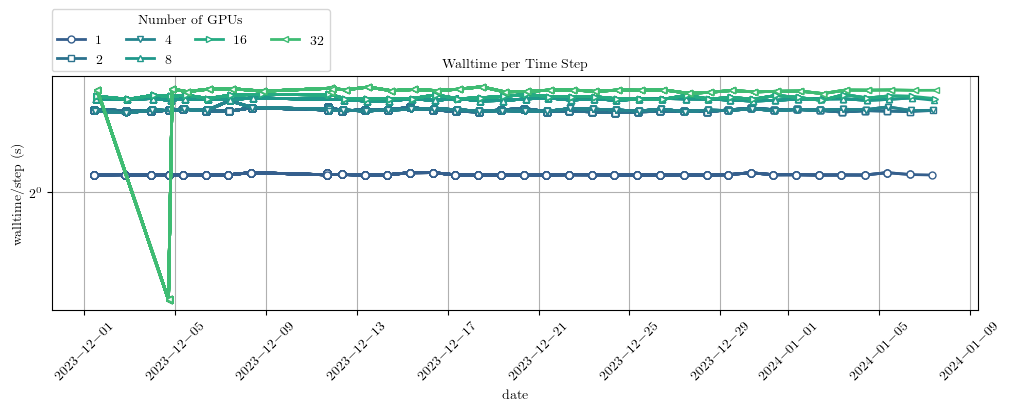 Number of GPUs
1 4 16 32
2 8
Walltime per Time Step
walltime/step (s)
2⁰
2023−12−01 2023−12−05 2023−12−09 2023−12−13 2023−12−17 2023−12−21 2023−12−25 2023−12−29 2024−01−01 2024−01−05 2024−01−09
date